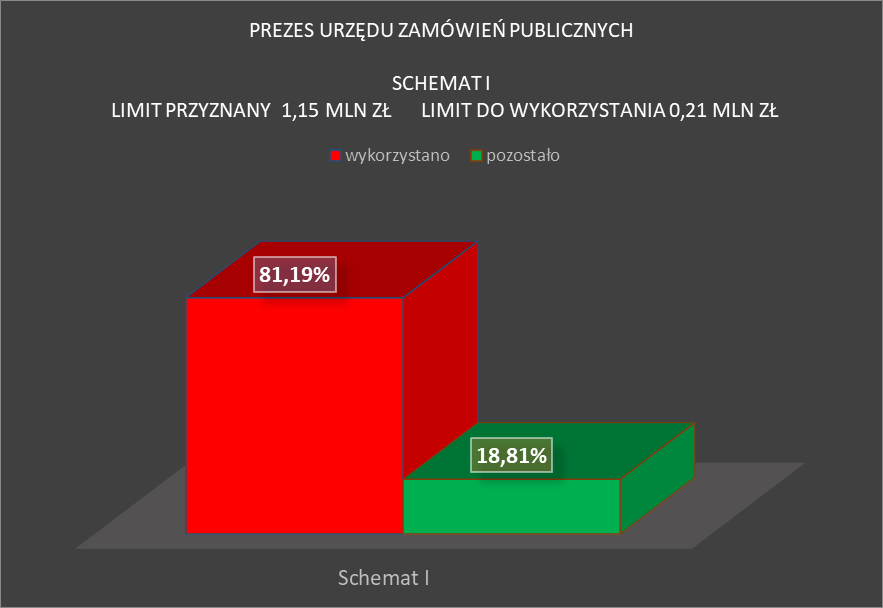 PREZES URZĘDU ZAMÓWIEŃ PUBLICZNYCH
SCHEMAT I
LIMIT PRZYZNANY 1,15 MLN ZŁ LIMIT DO WYKORZYSTANIA 0,21 MLN ZŁ
wykorzystano pozostało
81,19%
18,81%
Schemat I